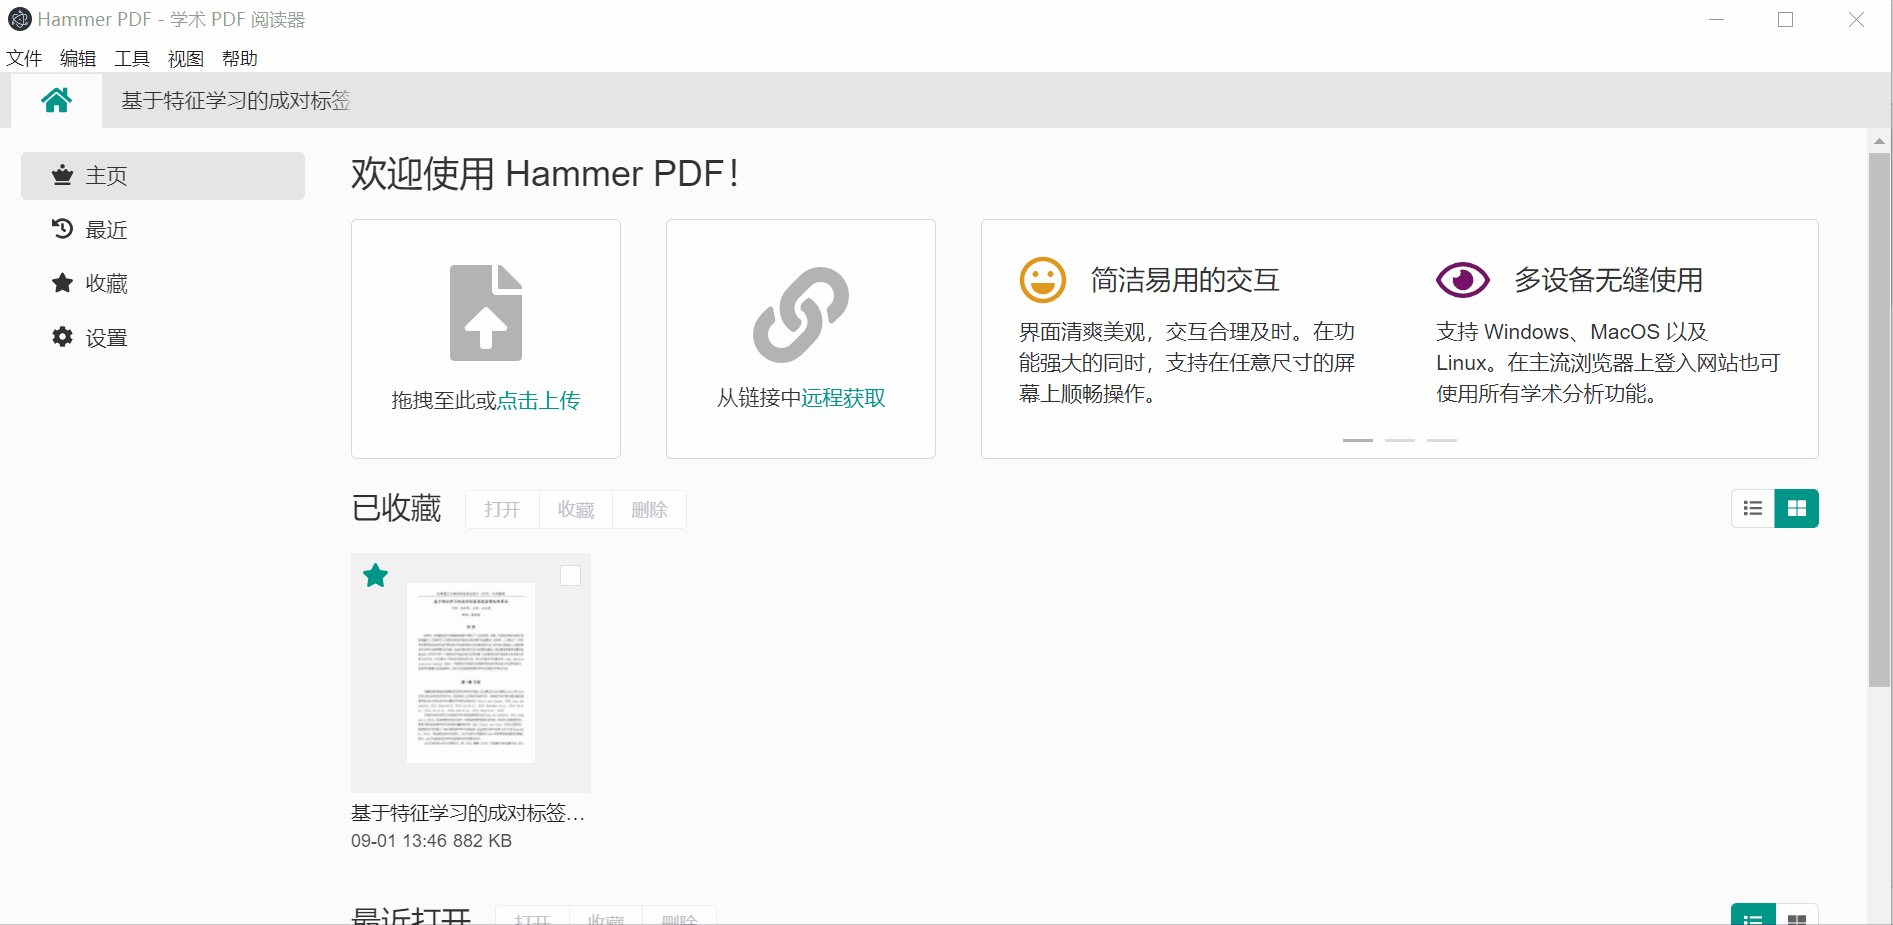 Hammer PDF - 学术 PDF 阅读器
文件 编辑 工具 视图 帮助
基于特征学习的成对标签
主页
最近
收藏
设置
欢迎使用 Hammer PDF！
拖拽至此或点击上传
从链接中远程获取
简洁易用的交互
界面清爽美观，交互合理及时。在功
能强大的同时，支持在任意尺寸的屏
幕上顺畅操作。
多设备无缝使用
支持 Windows、MacOS 以及
Linux。在主流浏览器上登入网站也可
使用所有学术分析功能。
已收藏 打开 收藏 删除
基于特征学习的成对标签...
09-01 13:46 882 KB
最近打开 打开 收藏 删除